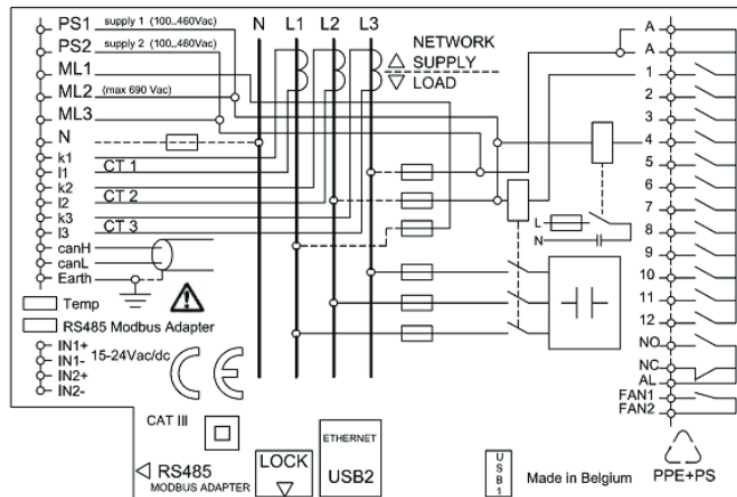 PS1 supply 1 (100..460Vac)
PS2 supply 2 (100..460Vac)
ML1
ML2 (max 690 Vac)
ML3
N
k1
l1 CT 1
k2
l2 CT 2
k3
l3 CT 3
canH
canL
Earth
Temp
RS485 Modbus Adapter
IN1+
IN1- 15-24Vac/dc
IN2+
IN2-
CE
CAT III
RS485
MODBUS ADAPTER
N L1 L2 L3
NETWORK
SUPPLY
LOAD
L
N
LOCK
ETHERNET
USB2
USB1
Made in Belgium
A
A
1
2
3
4
5
6
7
8
9
10
11
12
NO
NC
AL
FAN1
FAN2
PPE+PS